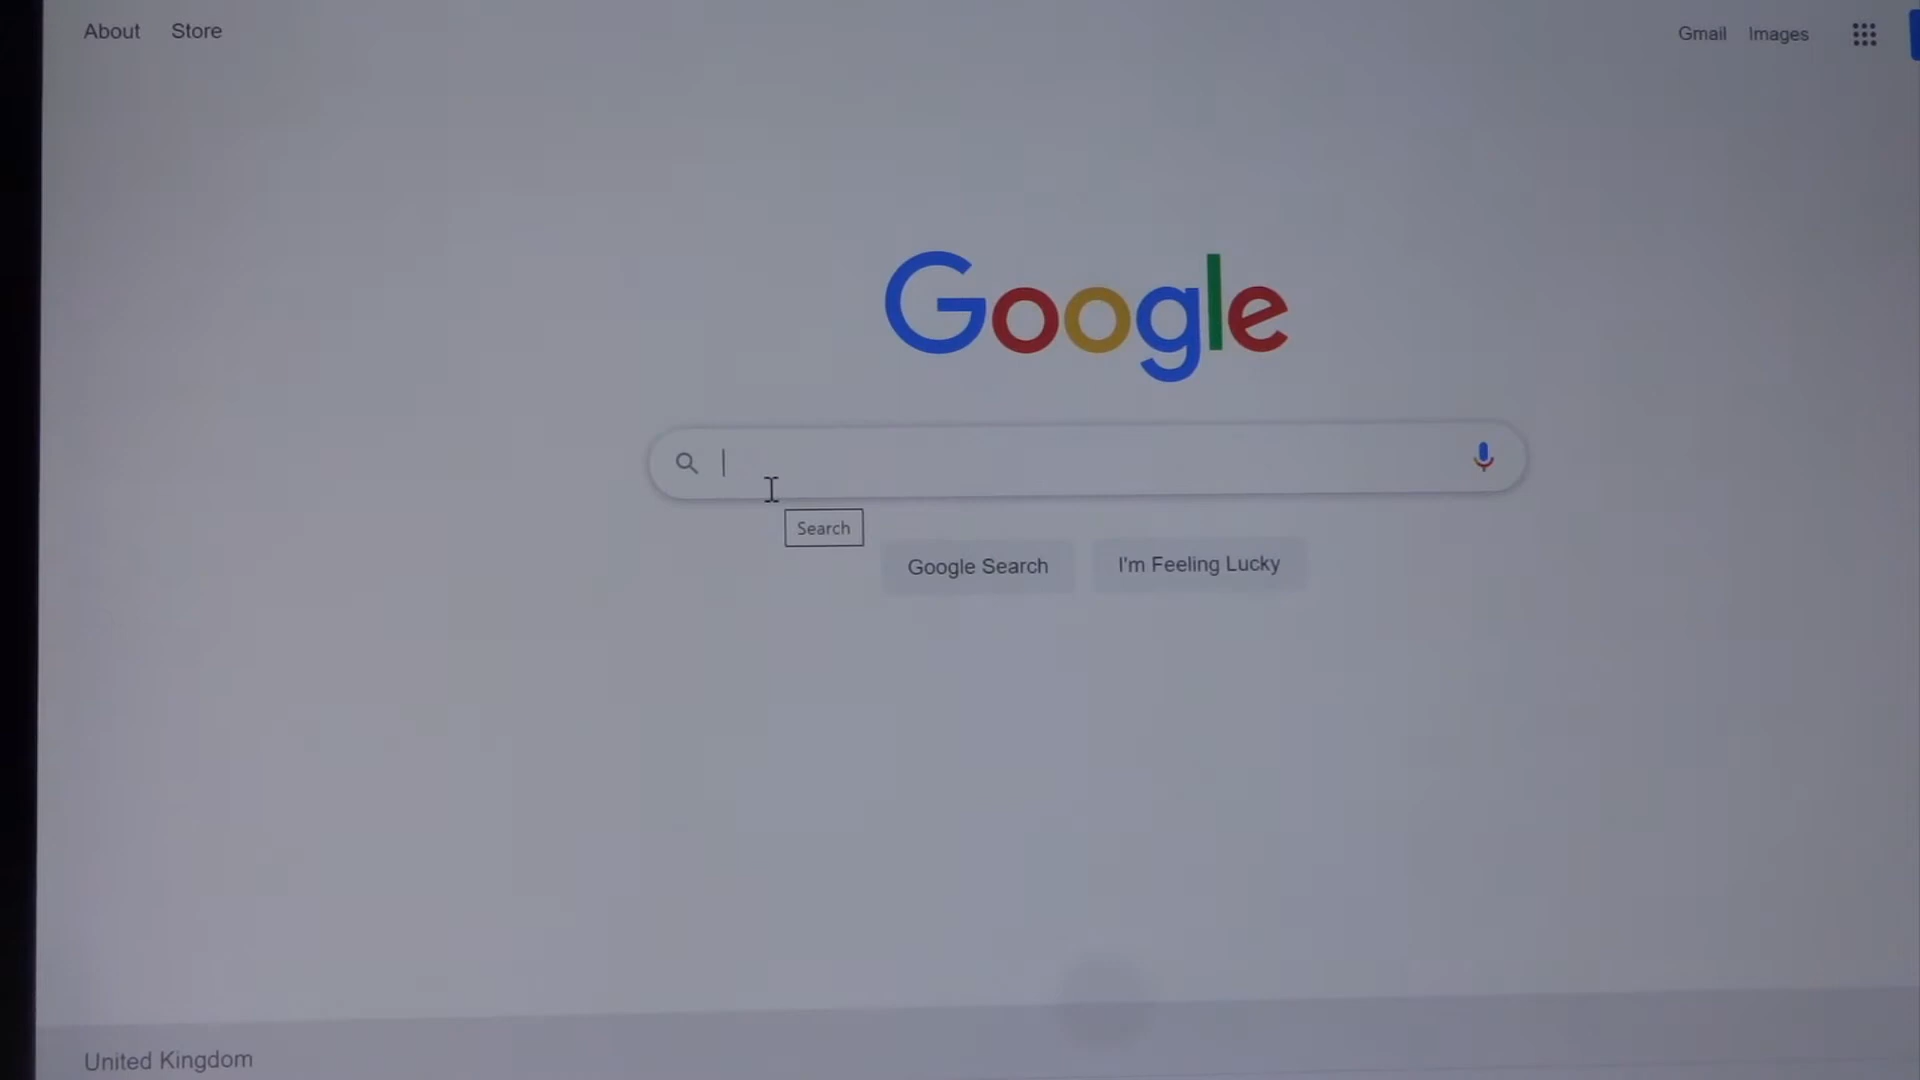 About Store
Gmail Images
Google
Search
Google Search I'm Feeling Lucky
United Kingdom